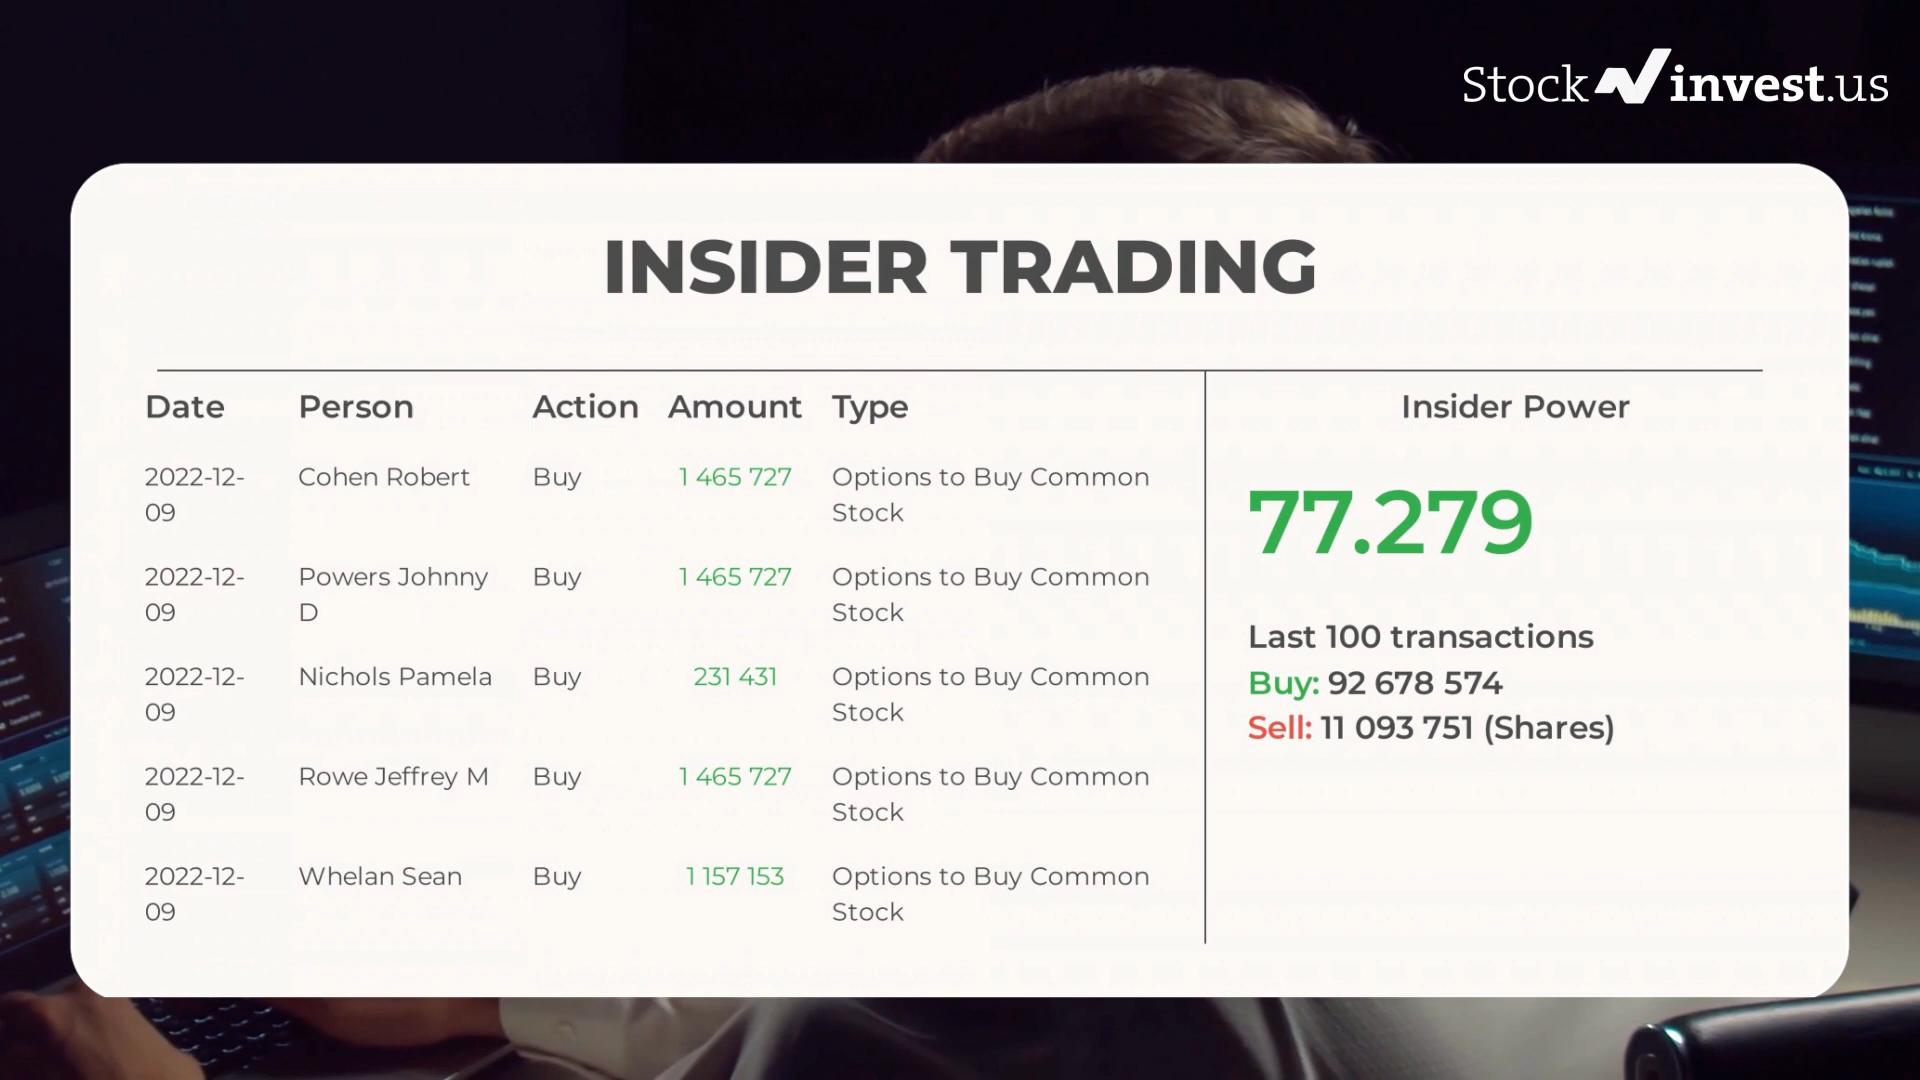 Stock invest.us
INSIDER TRADING
Date Person Action Amount Type
2022-12- Cohen Robert Buy 1 465 727 Options to Buy Common
09 Stock
2022-12- Powers Johnny Buy 1 465 727 Options to Buy Common
09 D Stock
2022-12- Nichols Pamela Buy 231 431 Options to Buy Common
09 Stock
2022-12- Rowe Jeffrey M Buy 1 465 727 Options to Buy Common
09 Stock
2022-12- Whelan Sean Buy 1 157 153 Options to Buy Common
09 Stock
Insider Power
77.279
Last 100 transactions
Buy: 92 678 574
Sell: 11 093 751 (Shares)